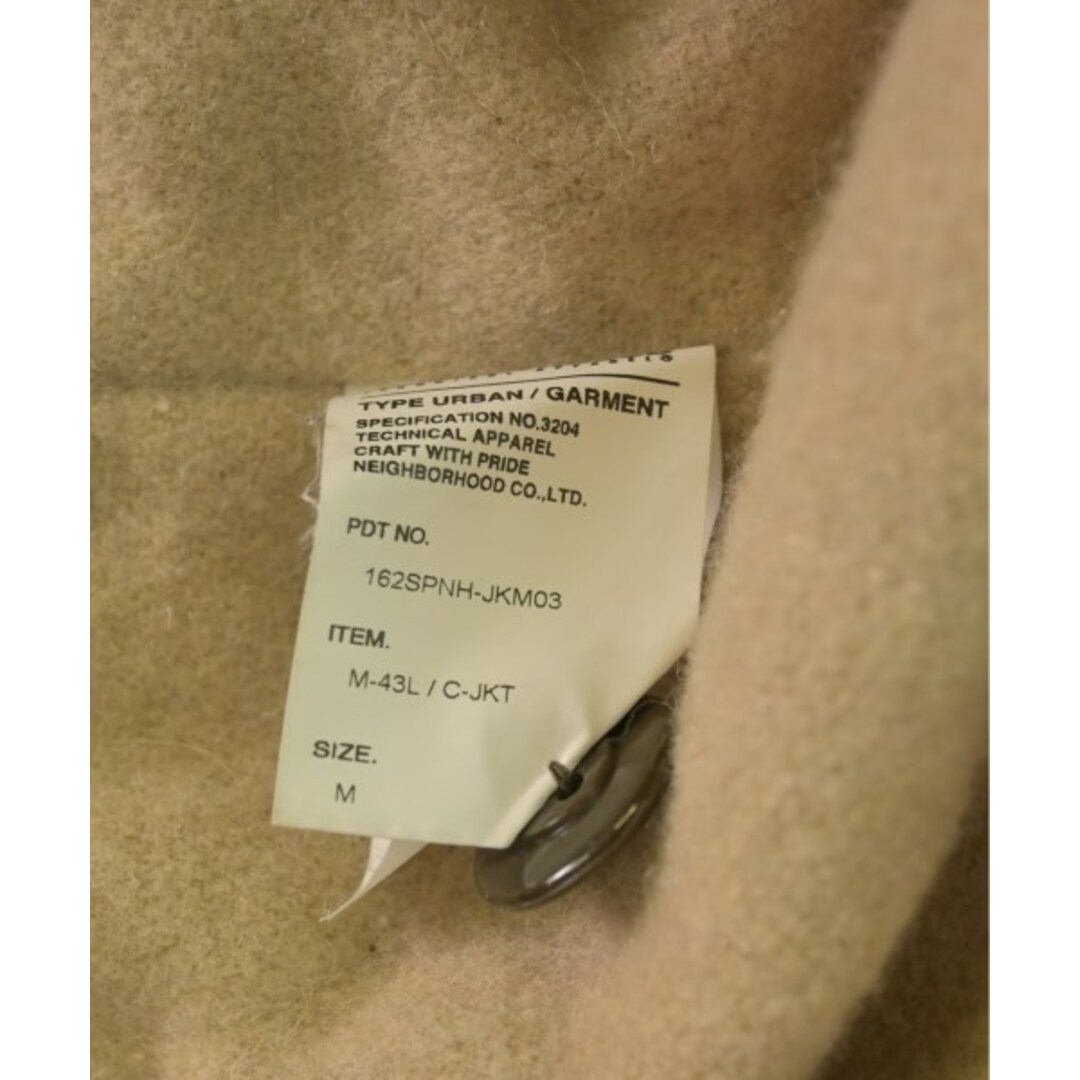 TYPE URBAN / GARMENT
SPECIFICATION NO.3204
TECHNICAL APPAREL
CRAFT WITH PRIDE
NEIGHBORHOOD CO.,LTD.
PDT NO.
162SPNH-JKM03
ITEM.
M-43L / C-JKT
SIZE.
M